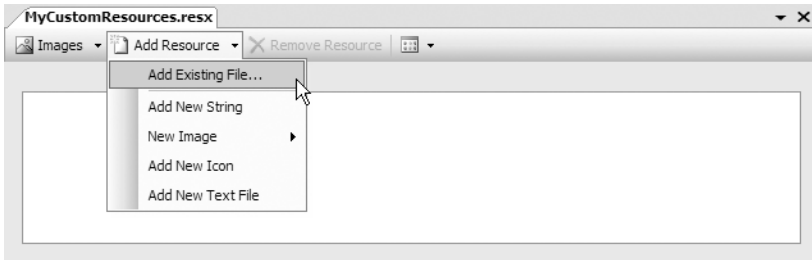 MyCustomResources.resx
Images Add Resource Remove Resource
Add Existing File...
Add New String
New Image
Add New Icon
Add New Text File